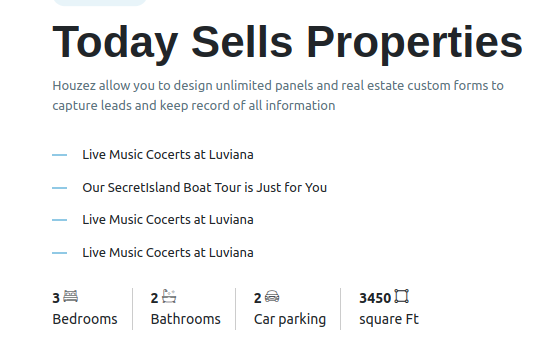 Today Sells Properties
Houzez allow you to design unlimited panels and real estate custom forms to
capture leads and keep record of all information
Live Music Cocerts at Luviana
Our SecretIsland Boat Tour is Just for You
Live Music Cocerts at Luviana
Live Music Cocerts at Luviana
3 2 2 3450
Bedrooms Bathrooms Car parking square Ft